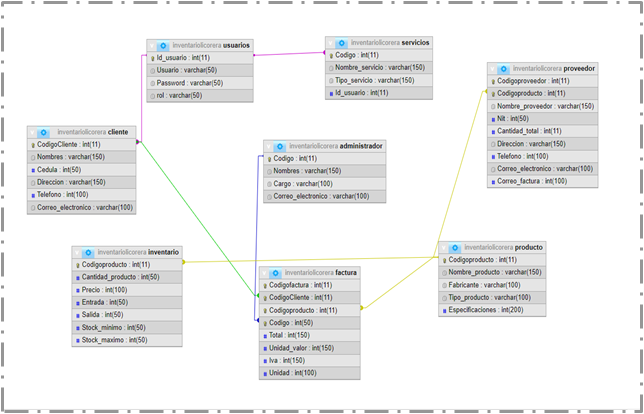 inventariolicorera usuarios
Id_usuario : int(11)
Usuario : varchar(50)
Password : varchar(50)
rol : varchar(50)
inventariolicorera servicios
Codigo : int(11)
Nombre_servicio : varchar(150)
Tipo_servicio : varchar(150)
Id_usuario : int(11)
inventariolicorera proveedor
Codigoproveedor : int(11)
Codigoproducto : int(11)
Nombre_proveedor : varchar(150)
Nit : int(50)
Cantidad_total : int(11)
Direccion : varchar(150)
Telefono : int(100)
Correo_electronico : varchar(100)
Correo_factura : int(100)
inventariolicorera cliente
CodigoCliente : int(11)
Nombres : varchar(150)
Cedula : int(50)
Direccion : varchar(150)
Telefono : int(100)
Correo_electronico : varchar(100)
inventariolicorera administrador
Codigo : int(11)
Nombres : varchar(150)
Cargo : varchar(100)
Correo_electronico : varchar(100)
inventariolicorera inventario
Codigoproducto : int(11)
Cantidad_producto : int(50)
Precio : int(100)
Entrada : int(50)
Salida : int(50)
Stock_minimo : int(50)
Stock_maximo : int(50)
inventariolicorera factura
Codigofactura : int(11)
CodigoCliente : int(11)
Codigoproducto : int(11)
Codigo : int(50)
Total : int(150)
Unidad_valor : int(150)
Iva : int(150)
Unidad : int(100)
inventariolicorera producto
Codigoproducto : int(11)
Nombre_producto : varchar(150)
Fabricante : varchar(100)
Tipo_producto : varchar(100)
Especificaciones : int(200)